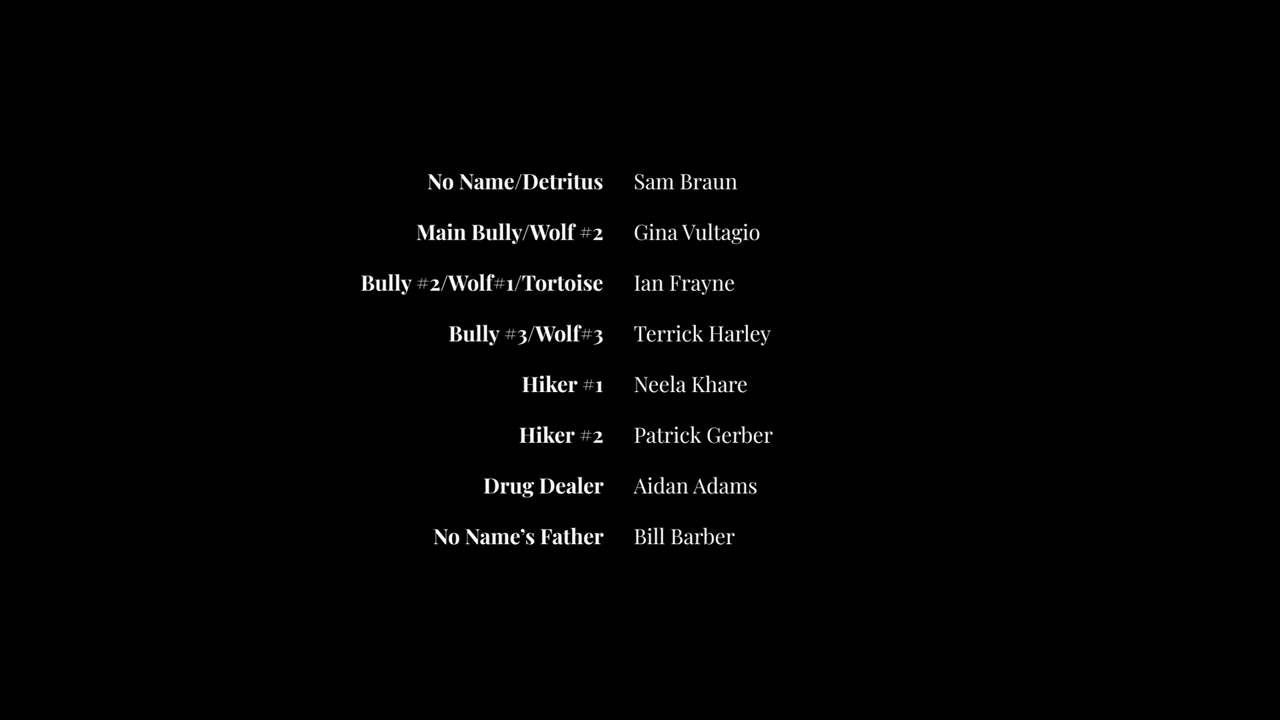 No Name/Detritus Sam Braun
Main Bully/Wolf #2 Gina Vultagio
Bully #2/Wolf#1/Tortoise Ian Frayne
Bully #3/Wolf#3 Terrick Harley
Hiker #1 Neela Khare
Hiker #2 Patrick Gerber
Drug Dealer Aidan Adams
No Name’s Father Bill Barber